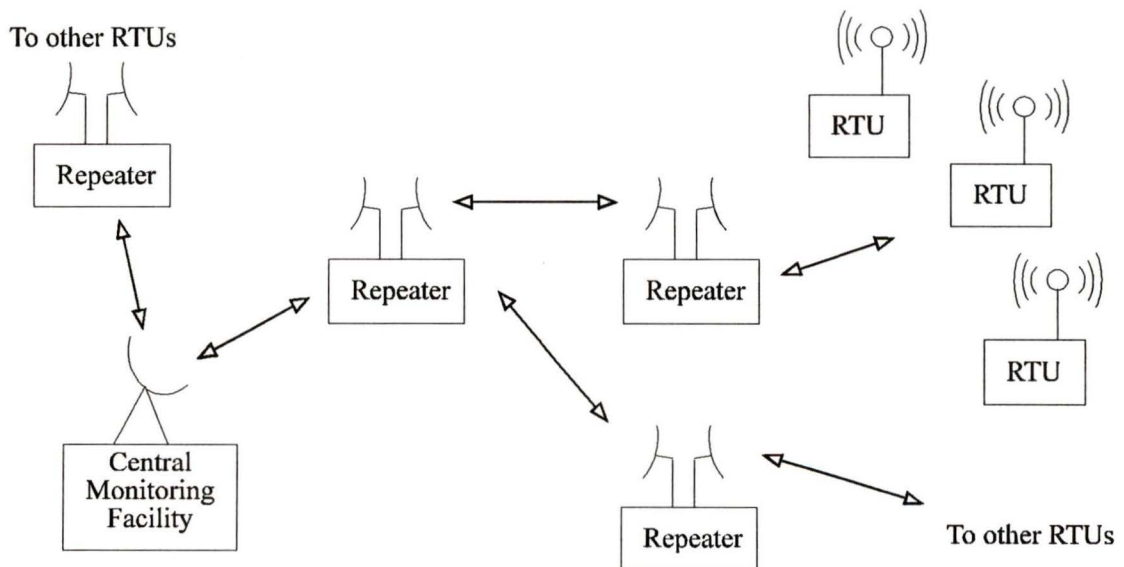 To other RTUs
RTU
RTU
Repeater
Repeater
Repeater
RTU
Central
Monitoring
Facility
Repeater
To other RTUs